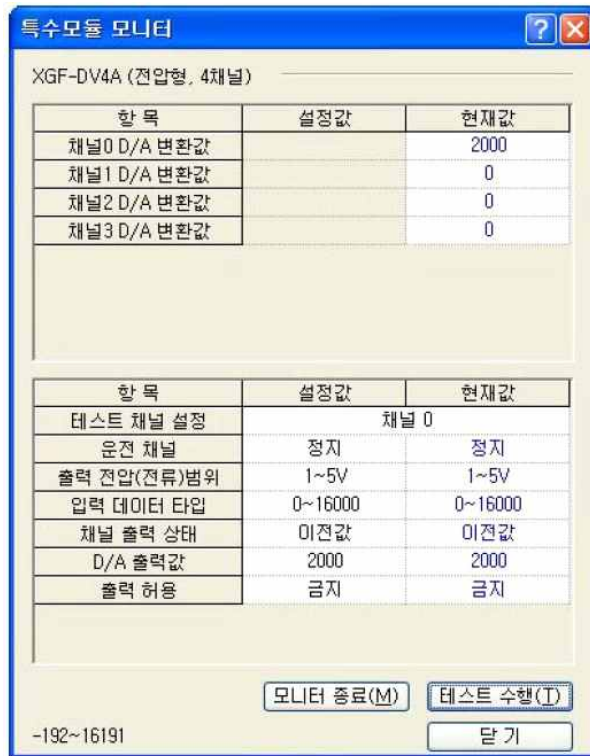 특수모듈 모니터
XGF-DV4A (전압형, 4채널)
항 목 설정값 현재값
채널0 D/A 변환값 2000
채널1 D/A 변환값 0
채널2 D/A 변환값 0
채널3 D/A 변환값 0
항 목 설정값 현재값
테스트 채널 설정 채널 0
운전 채널 정지 정지
출력 전압(전류)범위 1~5V 1~5V
입력 데이터 타입 0~16000 0~16000
채널 출력 상태 이전값 이전값
D/A 출력값 2000 2000
출력 허용 금지 금지
모니터 종료(M) 테스트 수행(T)
-192~16191 닫 기